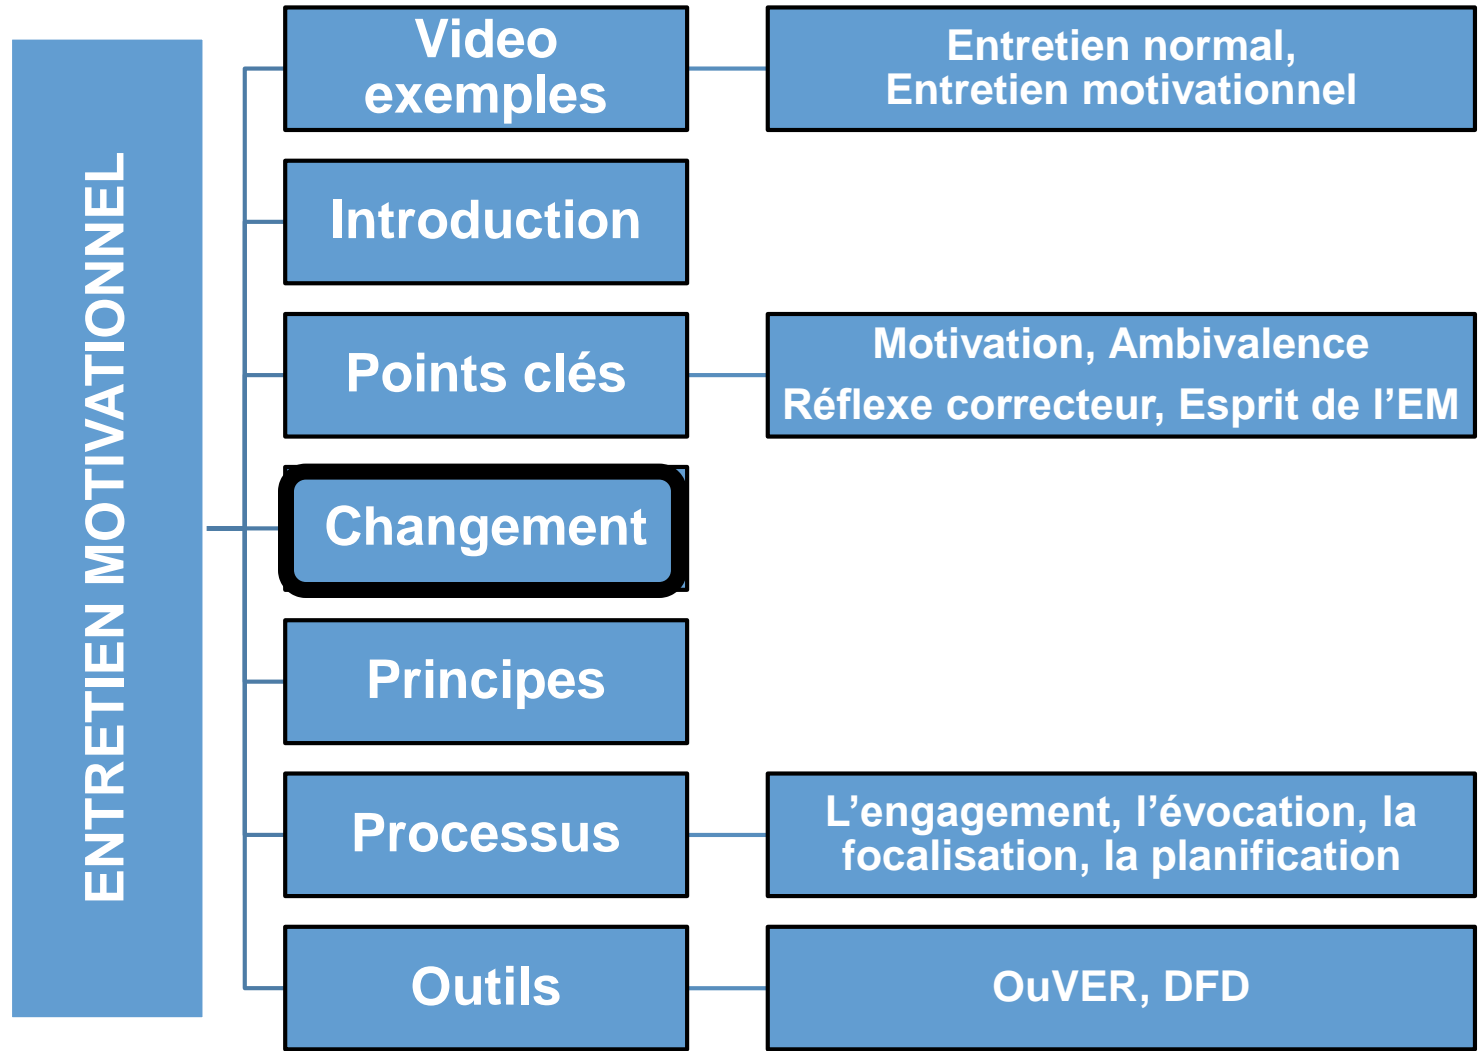 ENTRETIEN MOTIVATIONNEL
Video
exemples
Entretien normal,
Entretien motivationnel
Introduction
Points clés
Motivation, Ambivalence
Réflexe correcteur, Esprit de l’EM
Changement
Principes
Processus
L’engagement, l’évocation, la
focalisation, la planification
Outils
OuVER, DFD